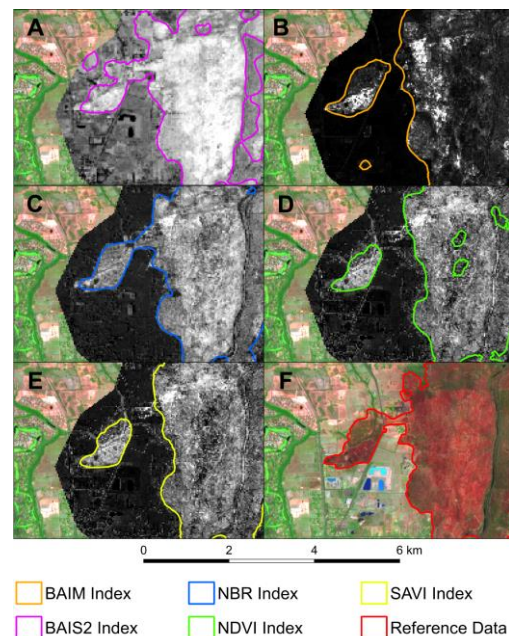 A B
C D
E F
0 2 4 6 km
BAIM Index NBR Index SAVI Index
BAIS2 Index NDVI Index Reference Data